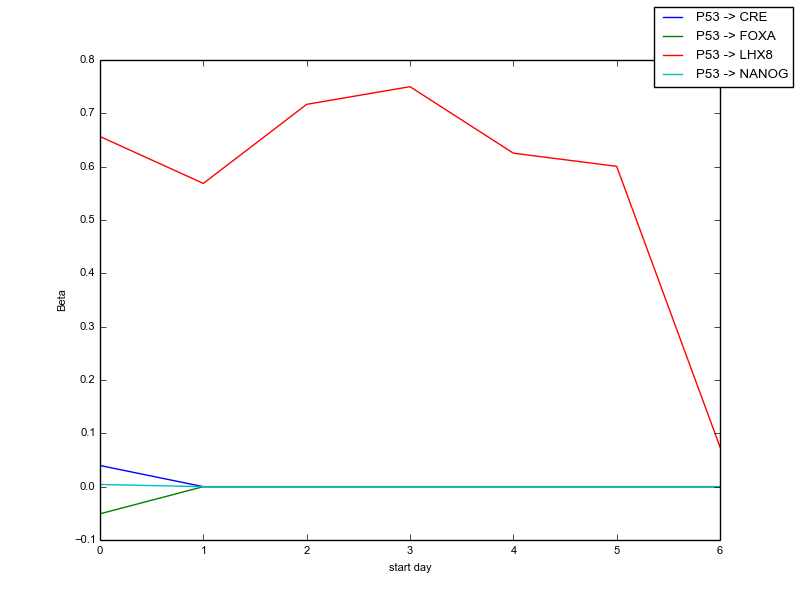 P53 -> CRE
P53 -> FOXA
P53 -> LHX8
P53 -> NANOG
0.8
0.7
0.6
0.5
0.4
0.3
0.2
0.1
0.0
−0.1
Beta
0 1 2 3 4 5 6
start day